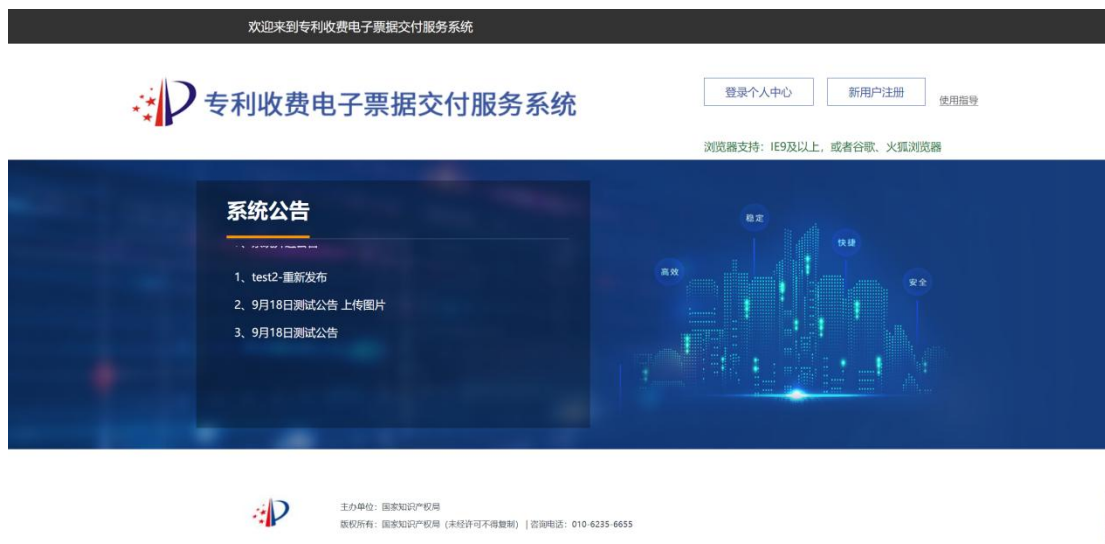 欢迎来到专利收费电子票据交付服务系统
专利收费电子票据交付服务系统
登录个人中心
新用户注册
使用指导
浏览器支持：IE9及以上，或者谷歌、火狐浏览器
系统公告
1、test2-重新发布
2、9月18日测试公告 上传图片
3、9月18日测试公告
稳定
快捷
高效
安全
主办单位：国家知识产权局
版权所有：国家知识产权局（未经许可不得复制）| 咨询电话：010-6235-6655